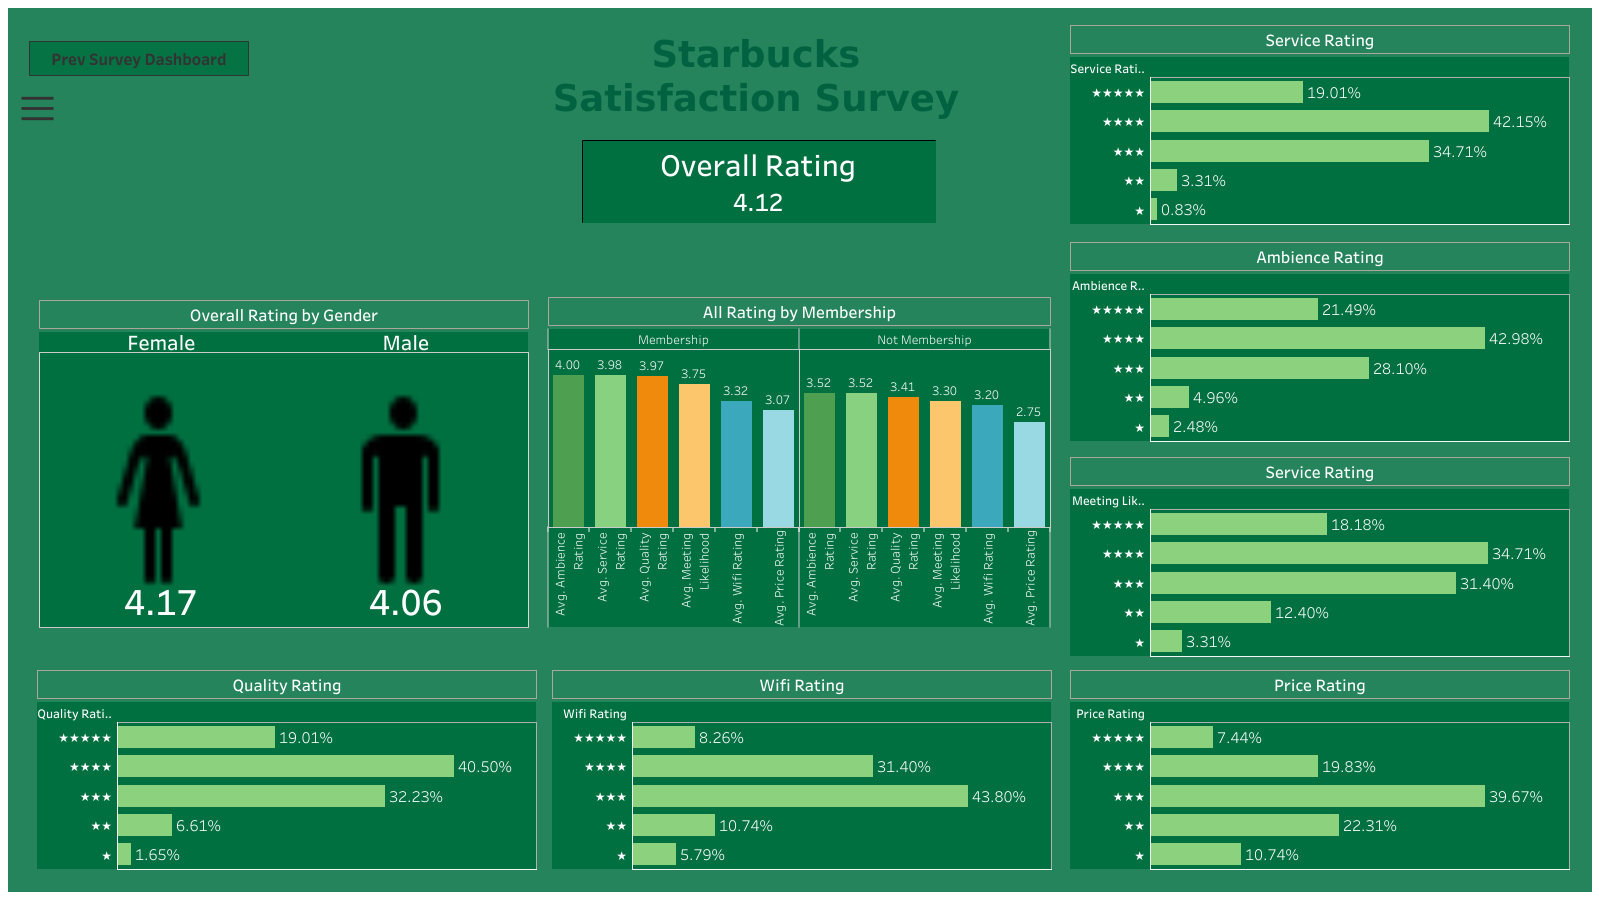 Prev Survey Dashboard
Starbucks
Satisfaction Survey
Overall Rating
4.12
Service Rating
Service Rati..
★★★★★ 19.01%
★★★★ 42.15%
★★★ 34.71%
★★ 3.31%
★ 0.83%
Ambience Rating
Ambience R..
★★★★★ 21.49%
★★★★ 42.98%
★★★ 28.10%
★★ 4.96%
★ 2.48%
Overall Rating by Gender
Female Male
4.17 4.06
All Rating by Membership
Membership Not Membership
4.00 3.98 3.97 3.75 3.32 3.07 3.52 3.52 3.41 3.30 3.20 2.75
Avg. Ambience
Rating
Avg. Service
Rating
Avg. Quality
Rating
Avg. Meeting
Likelihood
Avg. Wifi Rating
Avg. Price Rating
Avg. Ambience
Rating
Avg. Service
Rating
Avg. Quality
Rating
Avg. Meeting
Likelihood
Avg. Wifi Rating
Avg. Price Rating
Service Rating
Meeting Lik..
★★★★★ 18.18%
★★★★ 34.71%
★★★ 31.40%
★★ 12.40%
★ 3.31%
Quality Rating
Quality Rati..
★★★★★ 19.01%
★★★★ 40.50%
★★★ 32.23%
★★ 6.61%
★ 1.65%
Wifi Rating
Wifi Rating
★★★★★ 8.26%
★★★★ 31.40%
★★★ 43.80%
★★ 10.74%
★ 5.79%
Price Rating
Price Rating
★★★★★ 7.44%
★★★★ 19.83%
★★★ 39.67%
★★ 22.31%
★ 10.74%